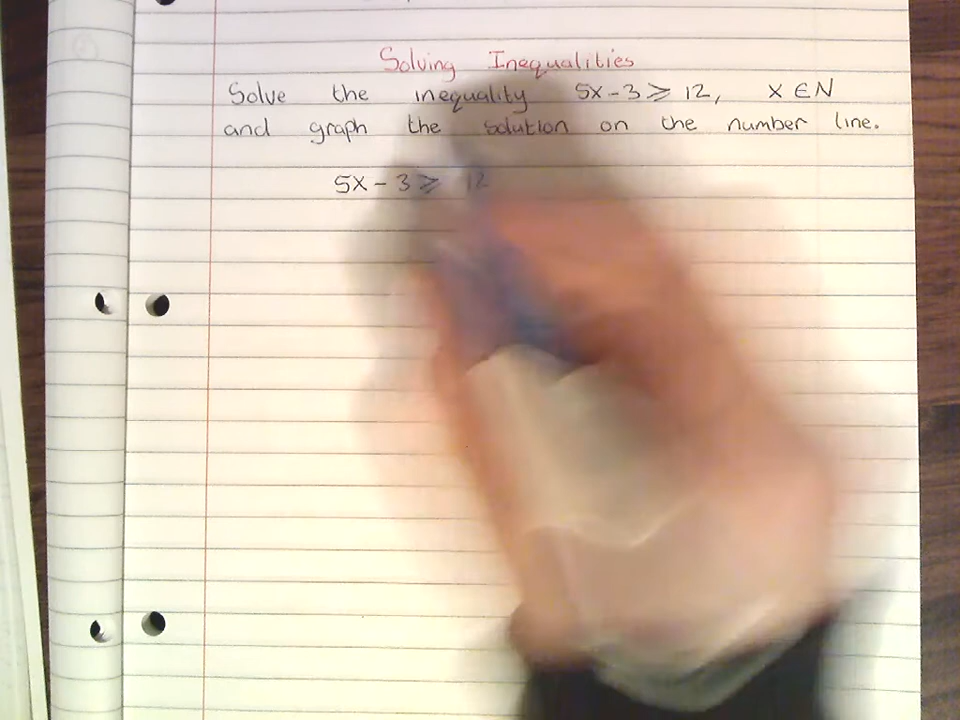 Solving Inequalities
Solve the inequality 5x - 3 ⩾ 12, x ∈ N
and graph the solution on the number line.
5x - 3 ⩾ 12